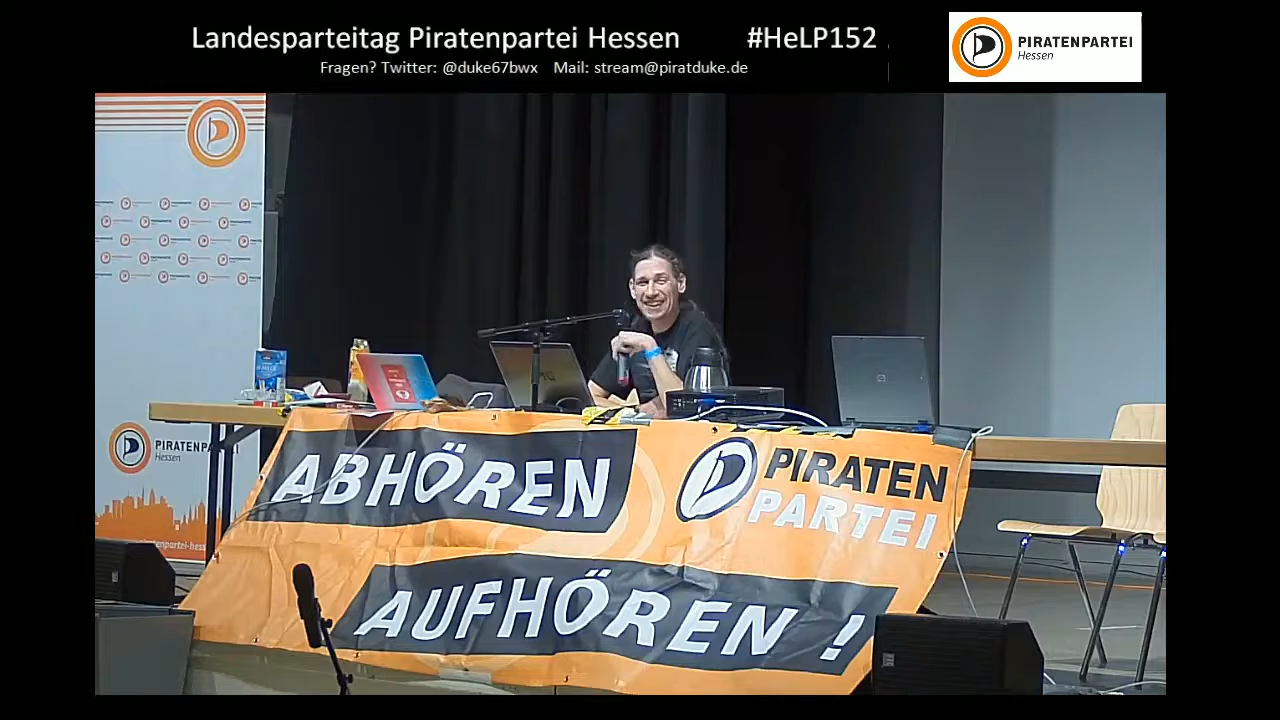 Landesparteitag Piratenpartei Hessen #HeLP152
Fragen? Twitter: @duke67bwx Mail: stream@piratduke.de
PIRATENPARTEI
Hessen
PIRATENPARTEI
Hessen
ABHÖREN
PIRATEN
PARTEI
AUFHÖREN !